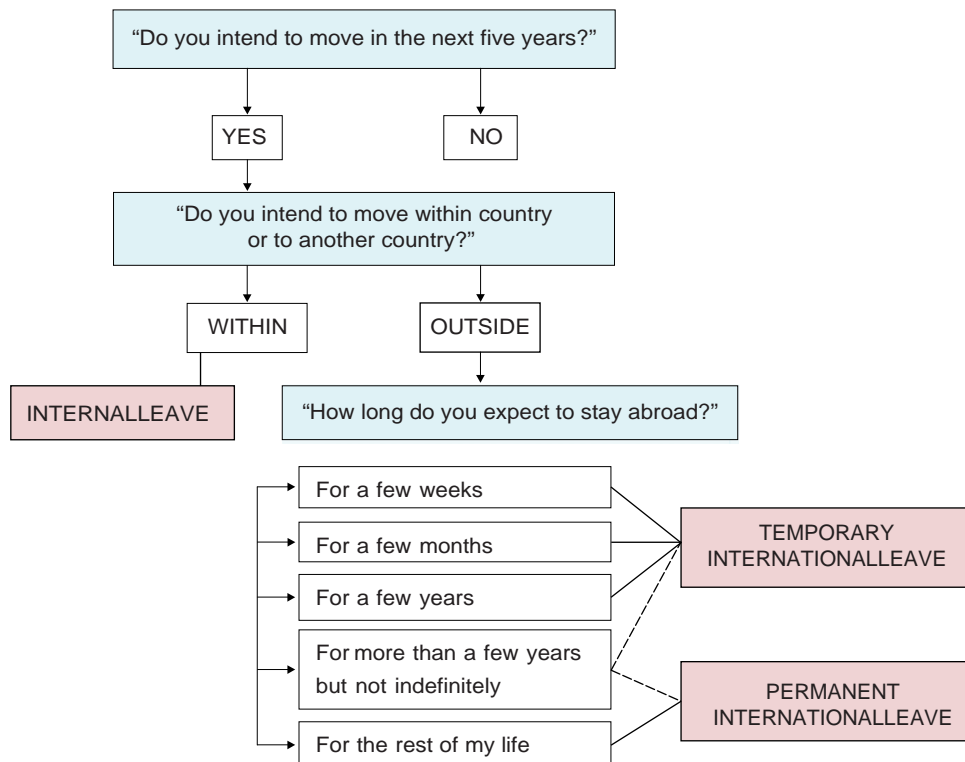 “Do you intend to move in the next five years?”
YES
NO
“Do you intend to move within country
or to another country?”
WITHIN
OUTSIDE
INTERNALLEAVE
“How long do you expect to stay abroad?”
For a few weeks
For a few months
For a few years
For more than a few years
but not indefinitely
For the rest of my life
TEMPORARY
INTERNATIONALLEAVE
PERMANENT
INTERNATIONALLEAVE